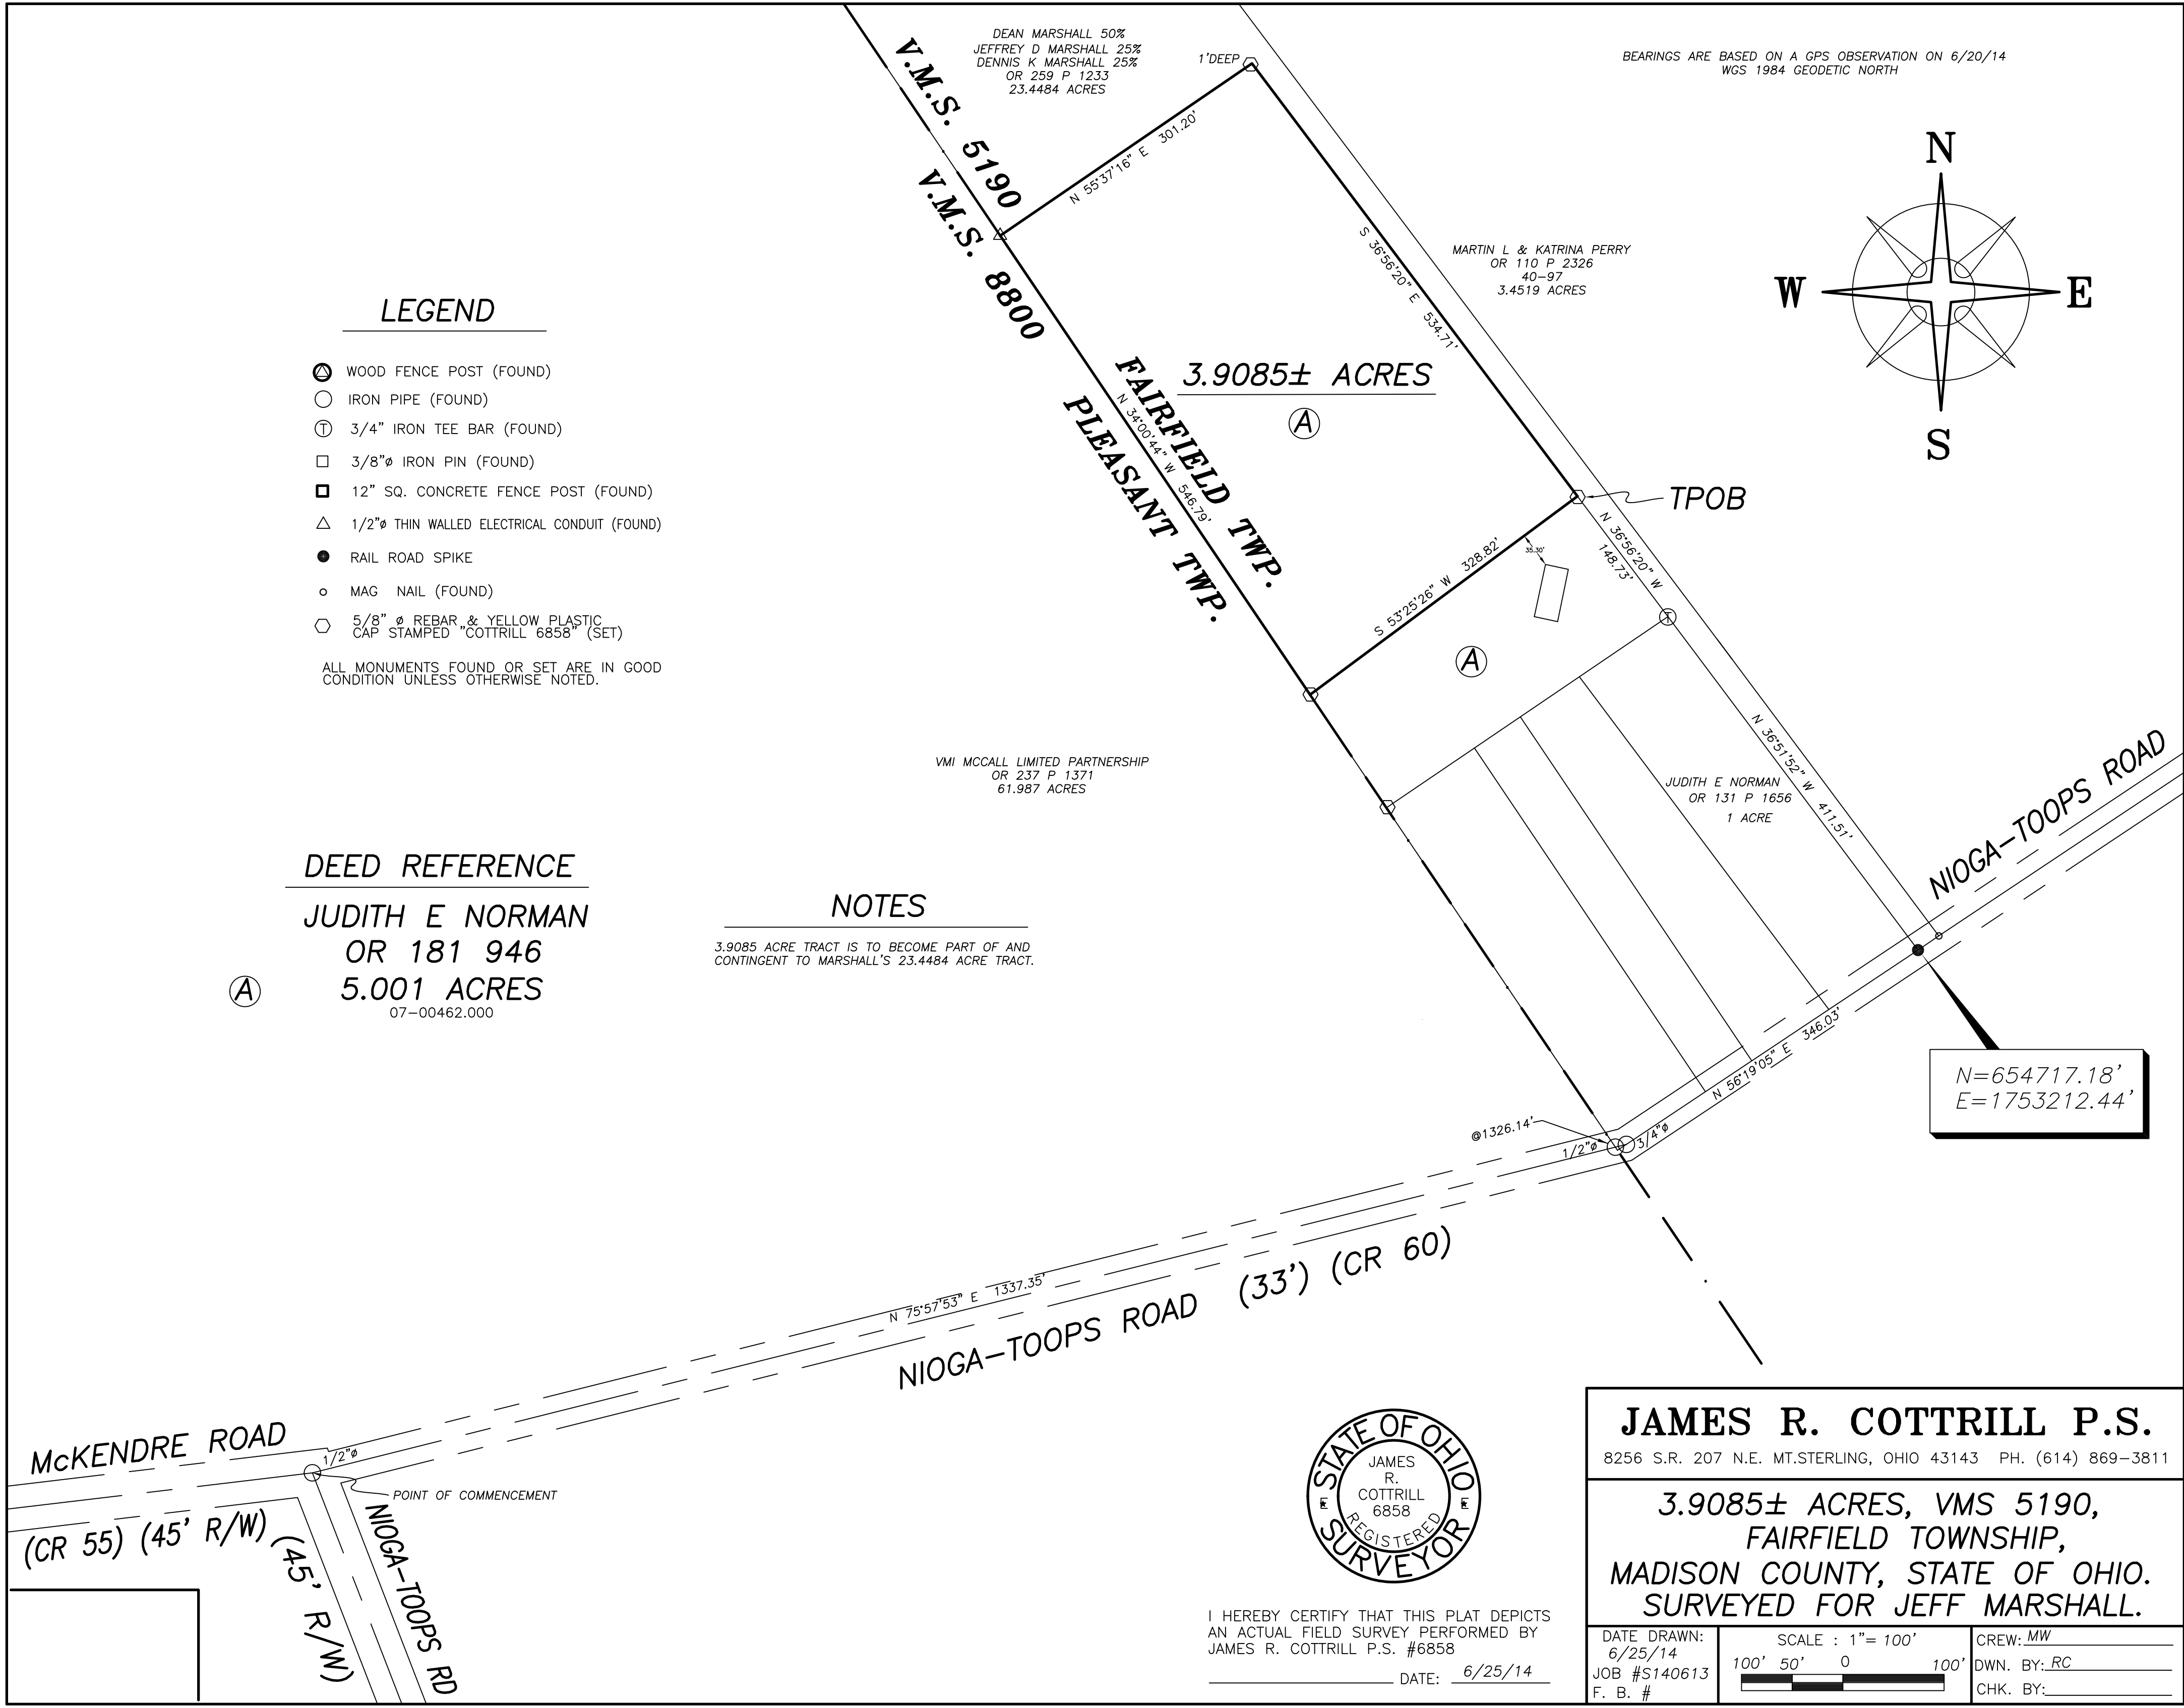 DEAN MARSHALL 50%
JEFFREY D MARSHALL 25%
DENNIS K MARSHALL 25%
OR 259 P 1233
23.4484 ACRES
1'DEEP
BEARINGS ARE BASED ON A GPS OBSERVATION ON 6/20/14
WGS 1984 GEODETIC NORTH
V.M.S. 5190
V.M.S. 8800
N 55°37'16" E 301.20'
S 36°56'20" E 534.71'
MARTIN L & KATRINA PERRY
OR 110 P 2326
40-97
3.4519 ACRES
N
W
E
S
LEGEND
WOOD FENCE POST (FOUND)
IRON PIPE (FOUND)
T 3/4" IRON TEE BAR (FOUND)
3/8"ø IRON PIN (FOUND)
12" SQ. CONCRETE FENCE POST (FOUND)
1/2"ø THIN WALLED ELECTRICAL CONDUIT (FOUND)
RAIL ROAD SPIKE
MAG NAIL (FOUND)
5/8" ø REBAR & YELLOW PLASTIC
CAP STAMPED "COTTRILL 6858" (SET)
ALL MONUMENTS FOUND OR SET ARE IN GOOD
CONDITION UNLESS OTHERWISE NOTED.
3.9085± ACRES
A
FAIRFIELD TWP.
N 34°00'44" W 546.79'
PLEASANT TWP.
TPOB
S 53°25'26" W 328.82'
35.30'
N 36°56'20" W
148.73'
T
A
N 36°51'52" W 411.51'
JUDITH E NORMAN
OR 131 P 1656
1 ACRE
NIOGA-TOOPS ROAD
VMI MCCALL LIMITED PARTNERSHIP
OR 237 P 1371
61.987 ACRES
DEED REFERENCE
JUDITH E NORMAN
OR 181 946
A 5.001 ACRES
07-00462.000
NOTES
3.9085 ACRE TRACT IS TO BECOME PART OF AND
CONTINGENT TO MARSHALL'S 23.4484 ACRE TRACT.
N 56°19'05" E 346.03'
N=654717.18'
E=1753212.44'
@1326.14'
1/2"ø
3/4"ø
N 75°57'53" E 1337.35'
NIOGA-TOOPS ROAD (33') (CR 60)
McKENDRE ROAD
1/2"ø
POINT OF COMMENCEMENT
(CR 55) (45' R/W)
(45' R/W)
NIOGA-TOOPS RD
STATE OF OHIO
JAMES
R.
COTTRILL
6858
REGISTERED
SURVEYOR
I HEREBY CERTIFY THAT THIS PLAT DEPICTS
AN ACTUAL FIELD SURVEY PERFORMED BY
JAMES R. COTTRILL P.S. #6858
DATE: 6/25/14
JAMES R. COTTRILL P.S.
8256 S.R. 207 N.E. MT.STERLING, OHIO 43143 PH. (614) 869-3811
3.9085± ACRES, VMS 5190,
FAIRFIELD TOWNSHIP,
MADISON COUNTY, STATE OF OHIO.
SURVEYED FOR JEFF MARSHALL.
DATE DRAWN:
6/25/14
JOB #S140613
F. B. #
SCALE : 1"= 100'
100' 50' 0 100'
CREW: MW
DWN. BY: RC
CHK. BY: